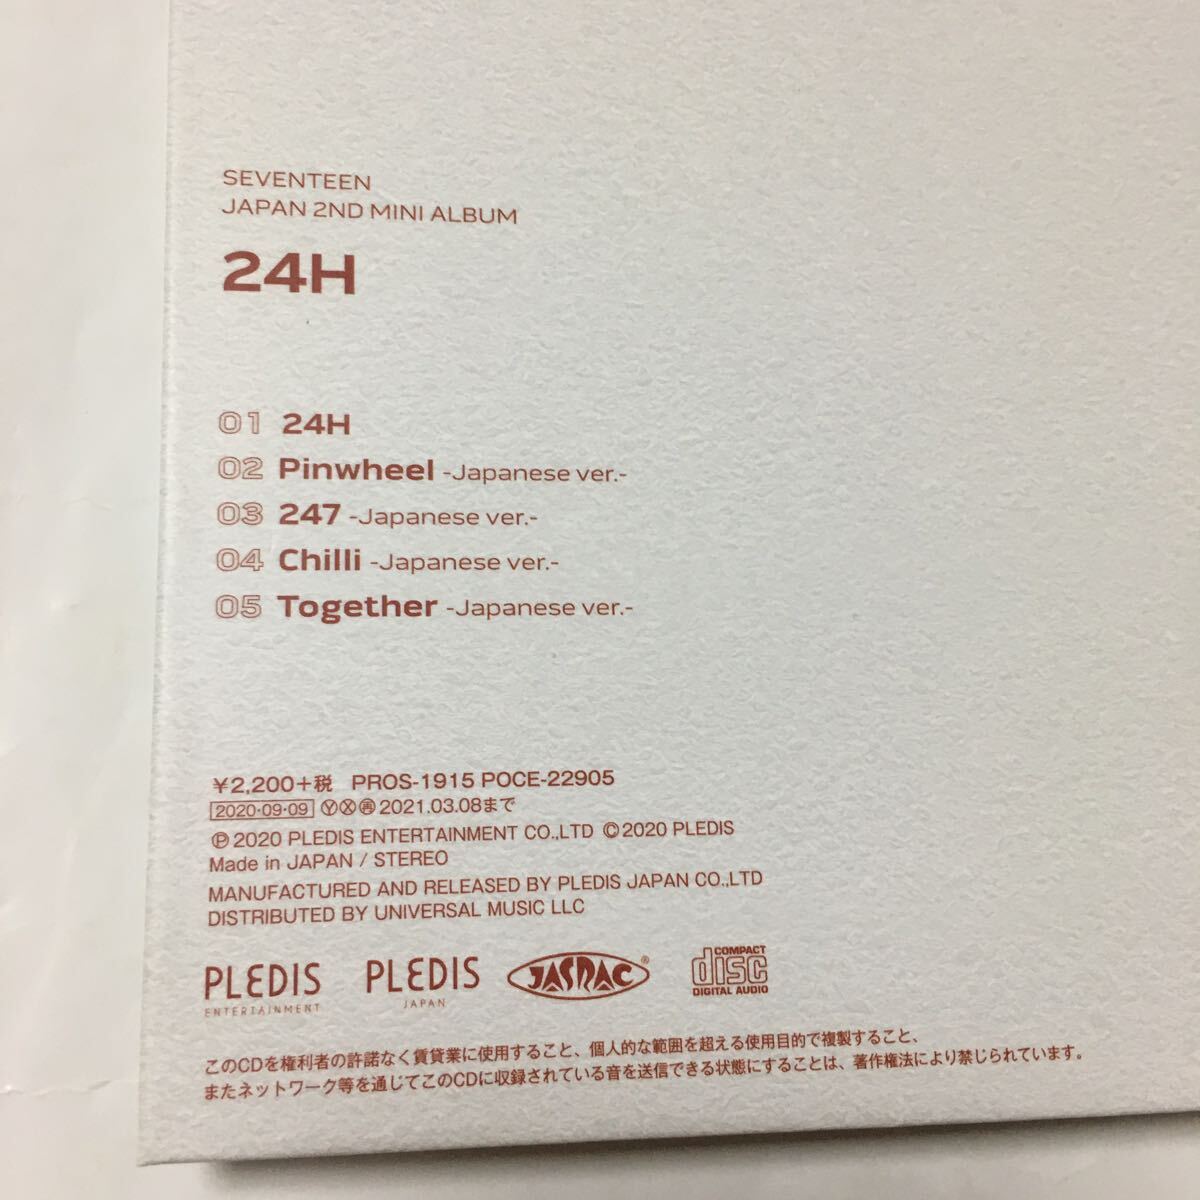 SEVENTEEN
JAPAN 2ND MINI ALBUM
24H
01 24H
02 Pinwheel -Japanese ver.-
03 247 -Japanese ver.-
04 Chilli -Japanese ver.-
05 Together -Japanese ver.-
¥2,200+税 PROS-1915 POCE-22905
2020・09・09 ⓎⓍ㊢2021.03.08まで
℗2020 PLEDIS ENTERTAINMENT CO.,LTD ©2020 PLEDIS
Made in JAPAN / STEREO
MANUFACTURED AND RELEASED BY PLEDIS JAPAN CO.,LTD
DISTRIBUTED BY UNIVERSAL MUSIC LLC
PLEDIS
ENTERTAINMENT
PLEDIS
JAPAN
JASRAC®
COMPACT
disc
DIGITAL AUDIO
このCDを権利者の許諾なく賃貸業に使用すること、個人的な範囲を超える使用目的で複製すること、
またネットワーク等を通じてこのCDに収録されている音を送信できる状態にすることは、著作権法により禁じられています。